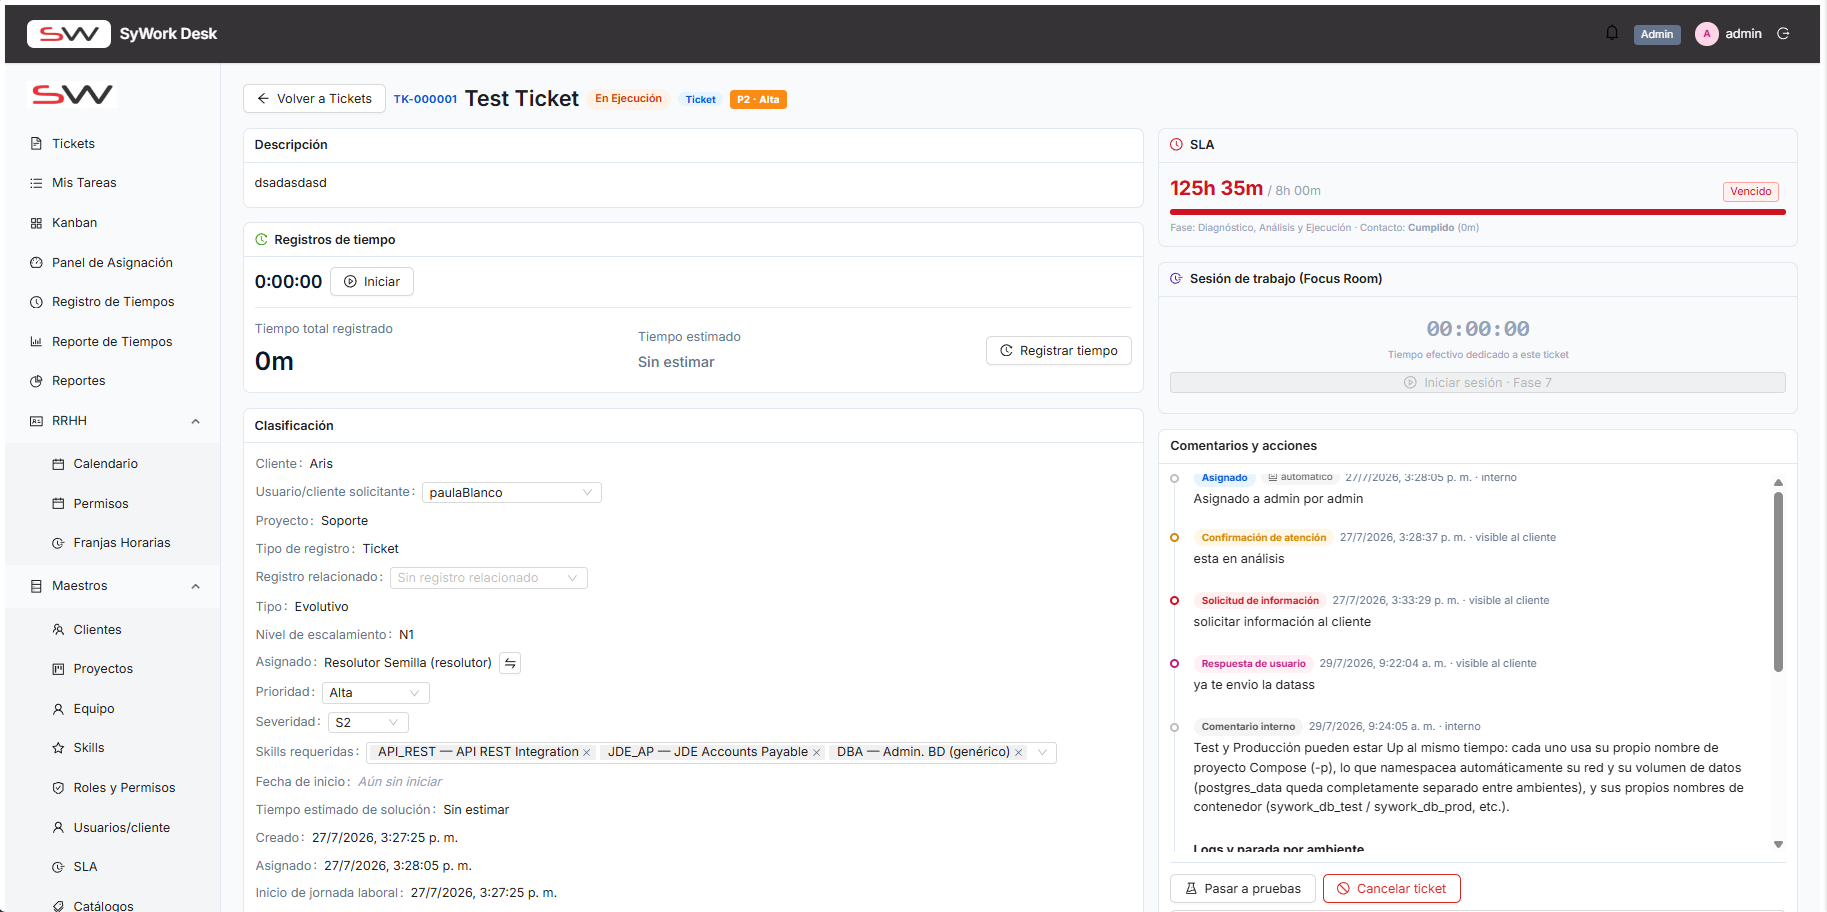 SW SyWork Desk
Admin A admin
SW
Tickets
Mis Tareas
Kanban
Panel de Asignación
Registro de Tiempos
Reporte de Tiempos
Reportes
RRHH
Calendario
Permisos
Franjas Horarias
Maestros
Clientes
Proyectos
Equipo
Skills
Roles y Permisos
Usuarios/cliente
SLA
Catálogos
Volver a Tickets TK-000001 Test Ticket En Ejecución Ticket P2 · Alta
Descripción
dsadasdasd
Registros de tiempo
0:00:00 Iniciar
Tiempo total registrado
0m
Tiempo estimado
Sin estimar
Registrar tiempo
Clasificación
Cliente: Aris
Usuario/cliente solicitante: paulaBlanco
Proyecto: Soporte
Tipo de registro: Ticket
Registro relacionado: Sin registro relacionado
Tipo: Evolutivo
Nivel de escalamiento: N1
Asignado: Resolutor Semilla (resolutor)
Prioridad: Alta
Severidad: S2
Skills requeridas: API_REST — API REST Integration × JDE_AP — JDE Accounts Payable × DBA — Admin. BD (genérico) ×
Fecha de inicio: Aún sin iniciar
Tiempo estimado de solución: Sin estimar
Creado: 27/7/2026, 3:27:25 p. m.
Asignado: 27/7/2026, 3:28:05 p. m.
Inicio de jornada laboral: 27/7/2026, 3:27:25 p. m.
SLA
125h 35m / 8h 00m Vencido
Fase: Diagnóstico, Análisis y Ejecución · Contacto: Cumplido (0m)
Sesión de trabajo (Focus Room)
00:00:00
Tiempo efectivo dedicado a este ticket
Iniciar sesión · Fase 7
Comentarios y acciones
Asignado automático 27/7/2026, 3:28:05 p. m. · interno
Asignado a admin por admin
Confirmación de atención 27/7/2026, 3:28:37 p. m. · visible al cliente
esta en análisis
Solicitud de información 27/7/2026, 3:33:29 p. m. · visible al cliente
solicitar información al cliente
Respuesta de usuario 29/7/2026, 9:22:04 a. m. · visible al cliente
ya te envio la datass
Comentario interno 29/7/2026, 9:24:05 a. m. · interno
Test y Producción pueden estar Up al mismo tiempo: cada uno usa su propio nombre de
proyecto Compose (-p), lo que namespacea automáticamente su red y su volumen de datos
(postgres_data queda completamente separado entre ambientes), y sus propios nombres de
contenedor (sywork_db_test / sywork_db_prod, etc.).
Logs y parada por ambiente
Pasar a pruebas Cancelar ticket